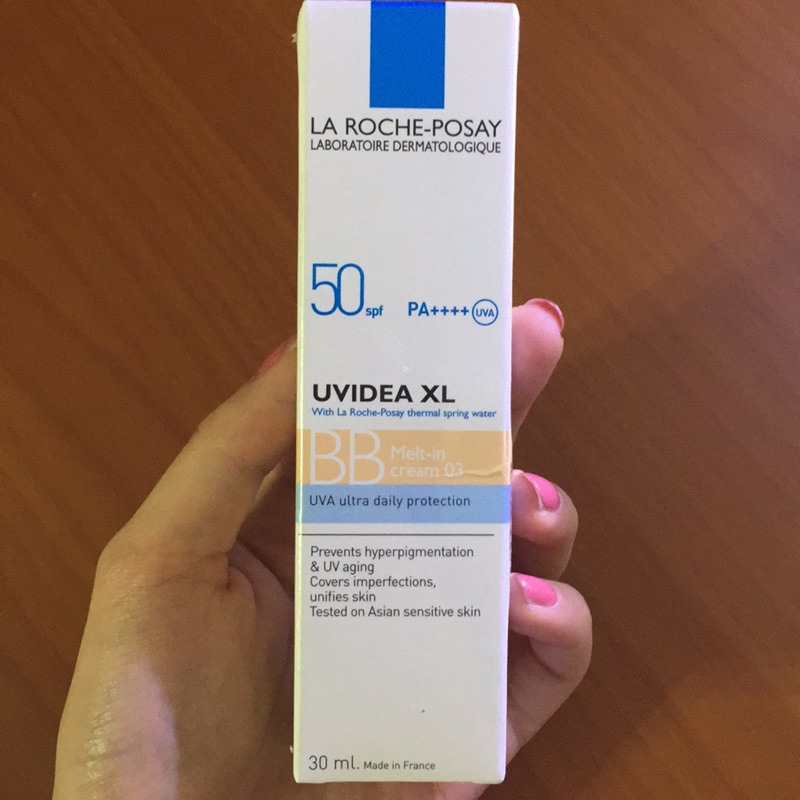 LA ROCHE-POSAY
LABORATOIRE DERMATOLOGIQUE
50 spf PA++++ UVA
UVIDEA XL
With La Roche-Posay thermal spring water
BB Melt-in
cream 03
UVA ultra daily protection
Prevents hyperpigmentation
& UV aging
Covers imperfections,
unifies skin
Tested on Asian sensitive skin
30 ml. Made in France